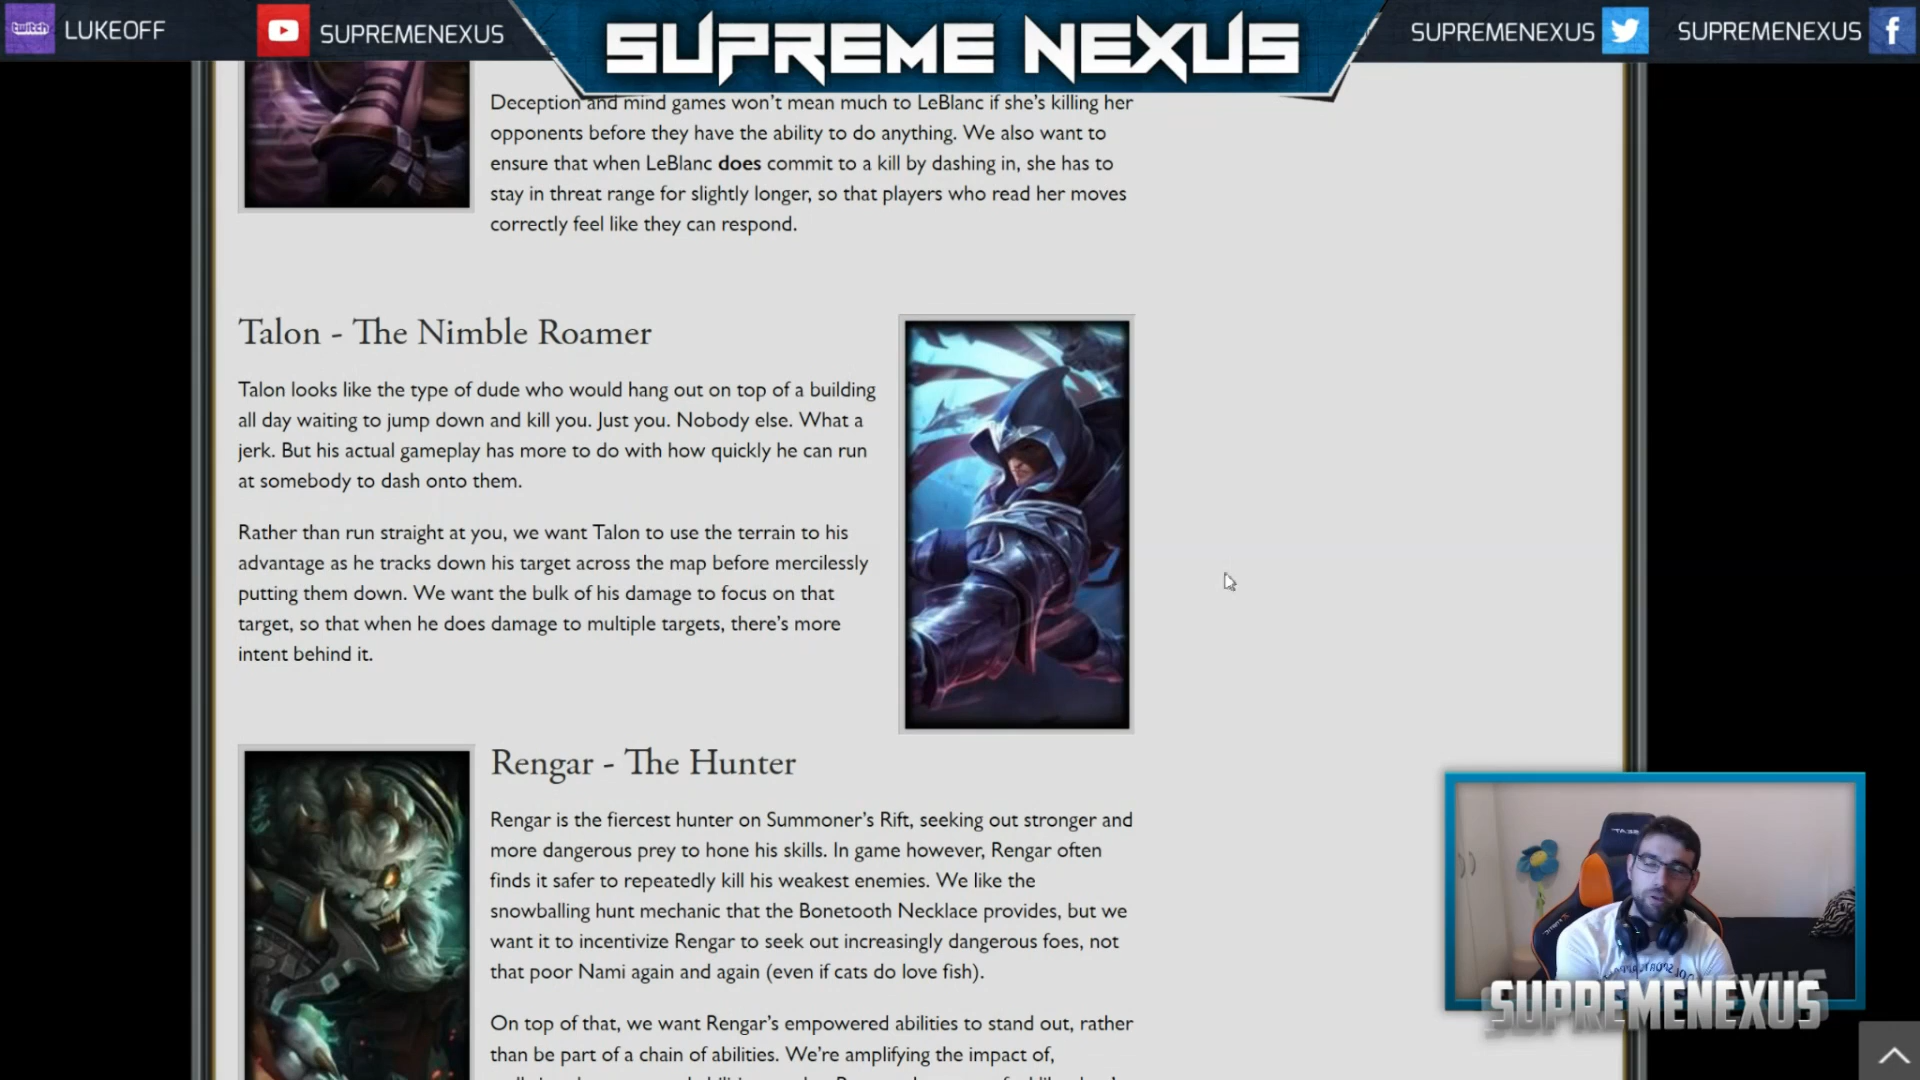 twitch LUKEOFF
SUPREMENEXUS
SUPREME NEXUS
SUPREMENEXUS
SUPREMENEXUS
Deception and mind games won't mean much to LeBlanc if she's killing her
opponents before they have the ability to do anything. We also want to
ensure that when LeBlanc does commit to a kill by dashing in, she has to
stay in threat range for slightly longer, so that players who read her moves
correctly feel like they can respond.
Talon - The Nimble Roamer
Talon looks like the type of dude who would hang out on top of a building
all day waiting to jump down and kill you. Just you. Nobody else. What a
jerk. But his actual gameplay has more to do with how quickly he can run
at somebody to dash onto them.
Rather than run straight at you, we want Talon to use the terrain to his
advantage as he tracks down his target across the map before mercilessly
putting them down. We want the bulk of his damage to focus on that
target, so that when he does damage to multiple targets, there's more
intent behind it.
Rengar - The Hunter
Rengar is the fiercest hunter on Summoner's Rift, seeking out stronger and
more dangerous prey to hone his skills. In game however, Rengar often
finds it safer to repeatedly kill his weakest enemies. We like the
snowballing hunt mechanic that the Bonetooth Necklace provides, but we
want it to incentivize Rengar to seek out increasingly dangerous foes, not
that poor Nami again and again (even if cats do love fish).
On top of that, we want Rengar's empowered abilities to stand out, rather
than be part of a chain of abilities. We're amplifying the impact of,
SUPREMENEXUS